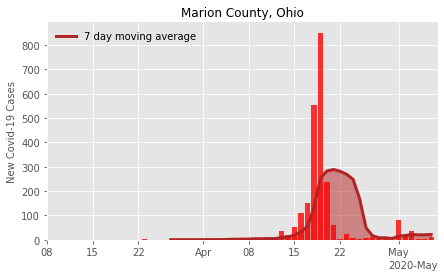 Marion County, Ohio
7 day moving average
New Covid-19 Cases
800
700
600
500
400
300
200
100
0
08 15 22 Apr 08 15 22 May
2020-May